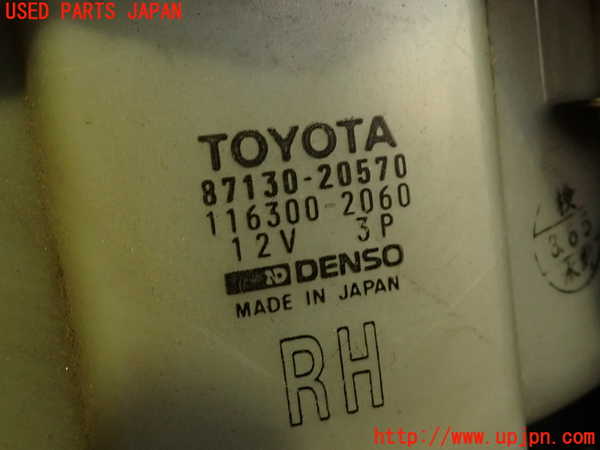 USED PARTS JAPAN
TOYOTA
87130-20570
116300-2060
12V 3P
ND DENSO
MADE IN JAPAN
RH
http://www.upjpn.com/